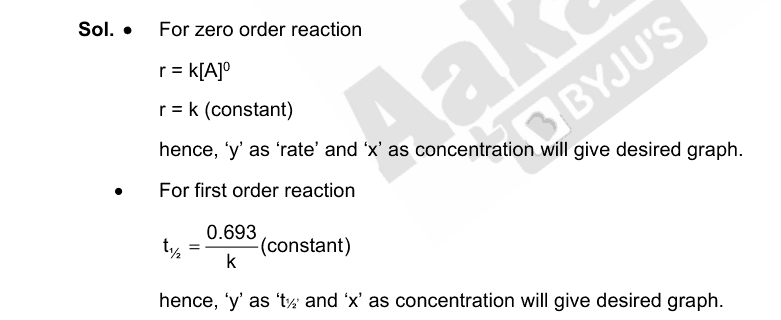 Sol. • For zero order reaction
r = k[A]⁰
r = k (constant)
hence, ‘y’ as ‘rate’ and ‘x’ as concentration will give desired graph.
• For first order reaction
t½ = 0.693/k (constant)
hence, ‘y’ as ‘t½’ and ‘x’ as concentration will give desired graph.
BYJU'S